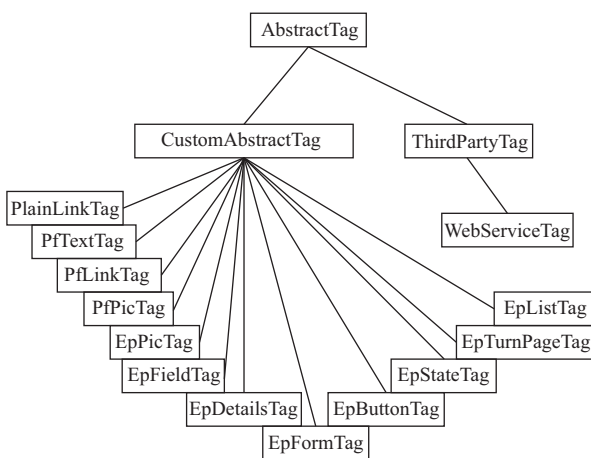 AbstractTag
CustomAbstractTag
ThirdPartyTag
PlainLinkTag
WebServiceTag
PfTextTag
PfLinkTag
PfPicTag
EpListTag
EpPicTag
EpTurnPageTag
EpFieldTag
EpStateTag
EpDetailsTag
EpButtonTag
EpFormTag